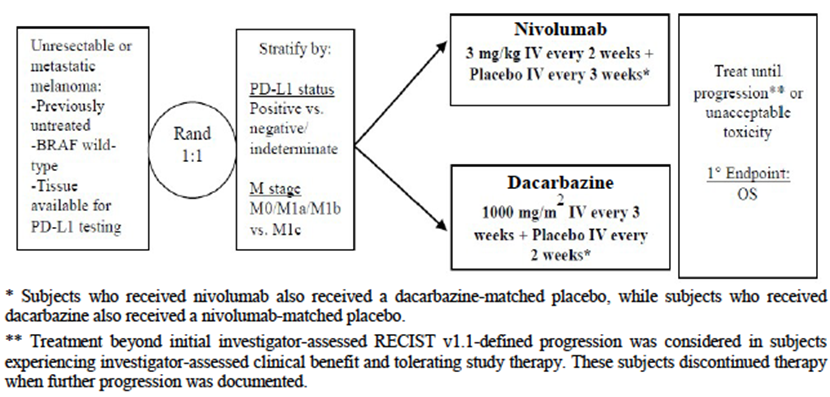 Unresectable or
metastatic
melanoma:
-Previously
untreated
-BRAF wild-
type
-Tissue
available for
PD-L1 testing
Rand
1:1
Stratify by:
PD-L1 status
Positive vs.
negative/
indeterminate
M stage
M0/M1a/M1b
vs. M1c
Nivolumab
3 mg/kg IV every 2 weeks +
Placebo IV every 3 weeks*
Dacarbazine
1000 mg/m² IV every 3
weeks + Placebo IV every
2 weeks*
Treat until
progression** or
unacceptable
toxicity
1° Endpoint:
OS
* Subjects who received nivolumab also received a dacarbazine-matched placebo, while subjects who received
dacarbazine also received a nivolumab-matched placebo.
** Treatment beyond initial investigator-assessed RECIST v1.1-defined progression was considered in subjects
experiencing investigator-assessed clinical benefit and tolerating study therapy. These subjects discontinued therapy
when further progression was documented.